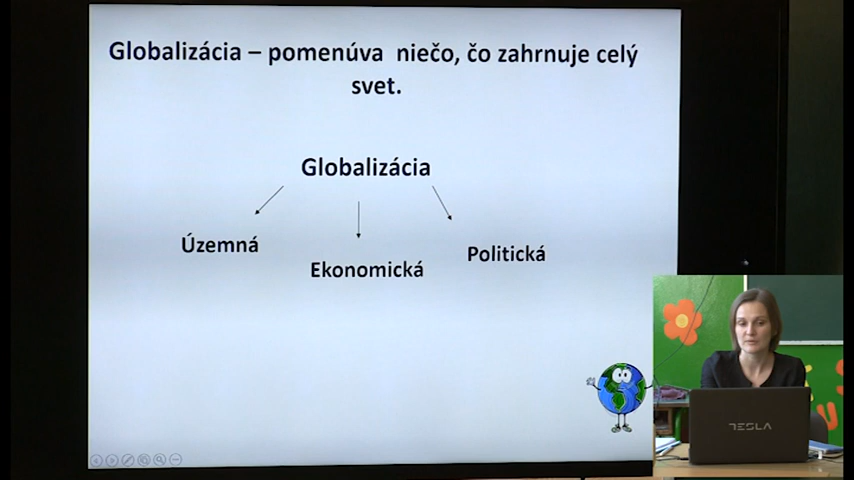 Globalizácia – pomenúva niečo, čo zahrnuje celý
svet.
Globalizácia
Územná
Ekonomická
Politická
TESLA